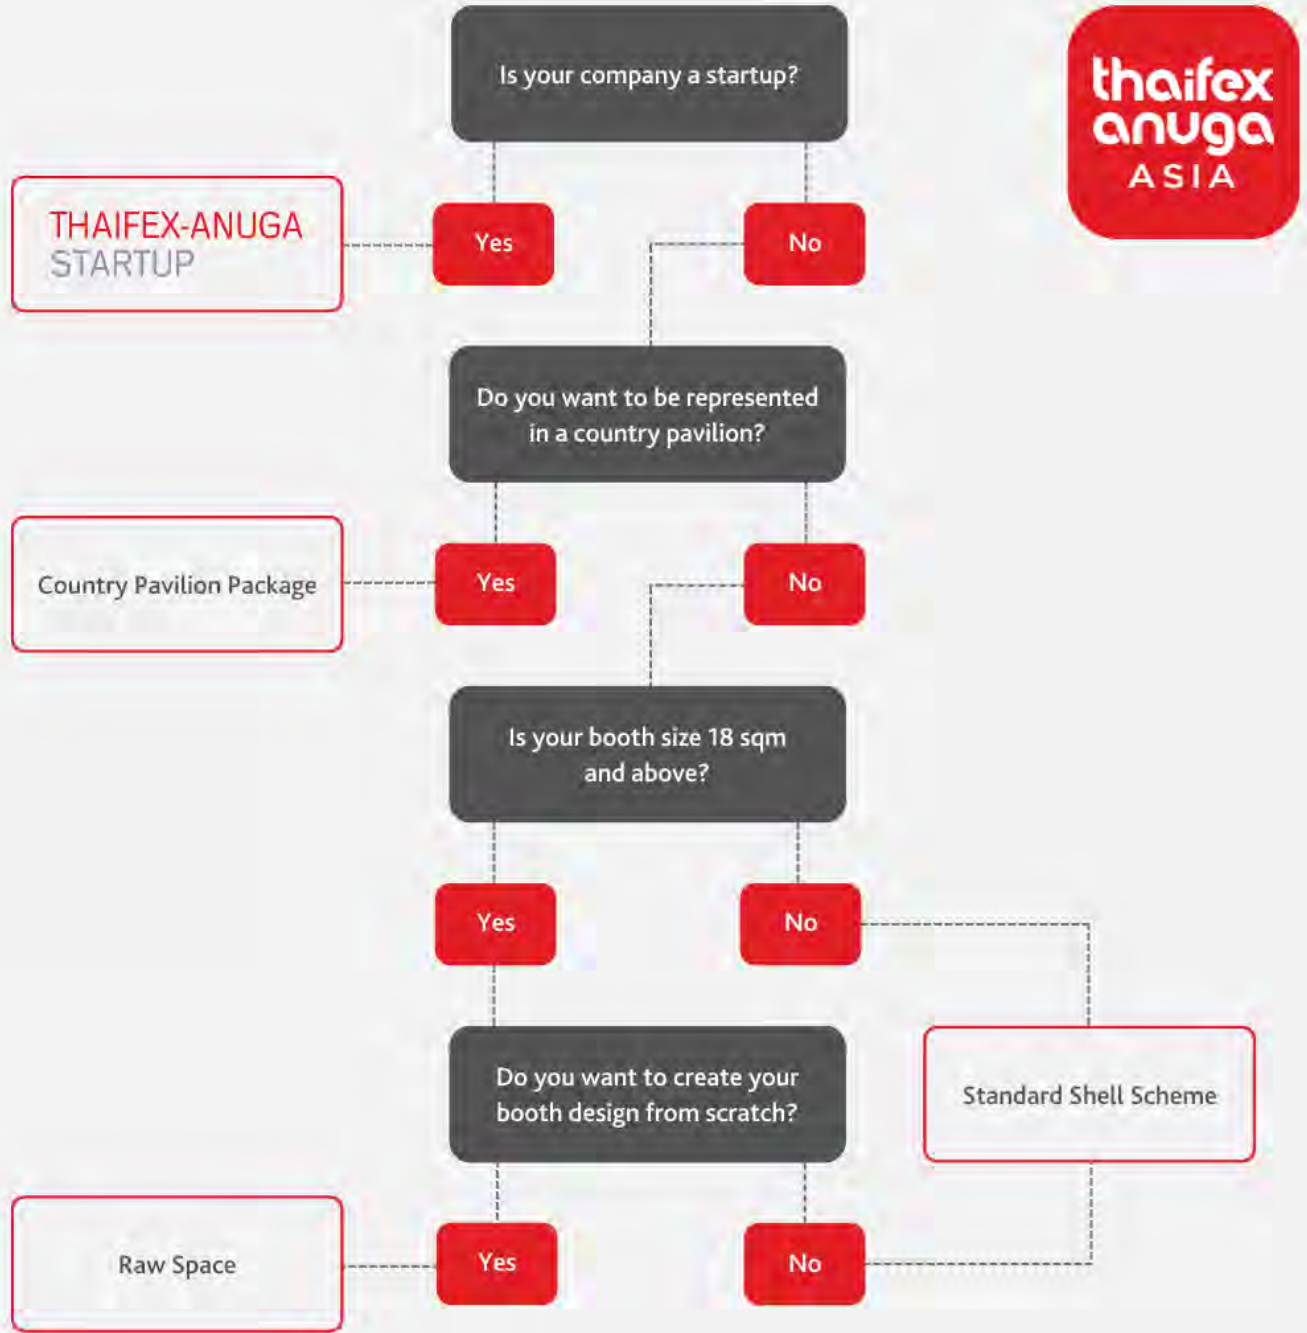 Is your company a startup?
thaifex
anuga
ASIA
THAIFEX-ANUGA
STARTUP
Yes
No
Do you want to be represented
in a country pavilion?
Country Pavilion Package
Yes
No
Is your booth size 18 sqm
and above?
Yes
No
Do you want to create your
booth design from scratch?
Standard Shell Scheme
Raw Space
Yes
No